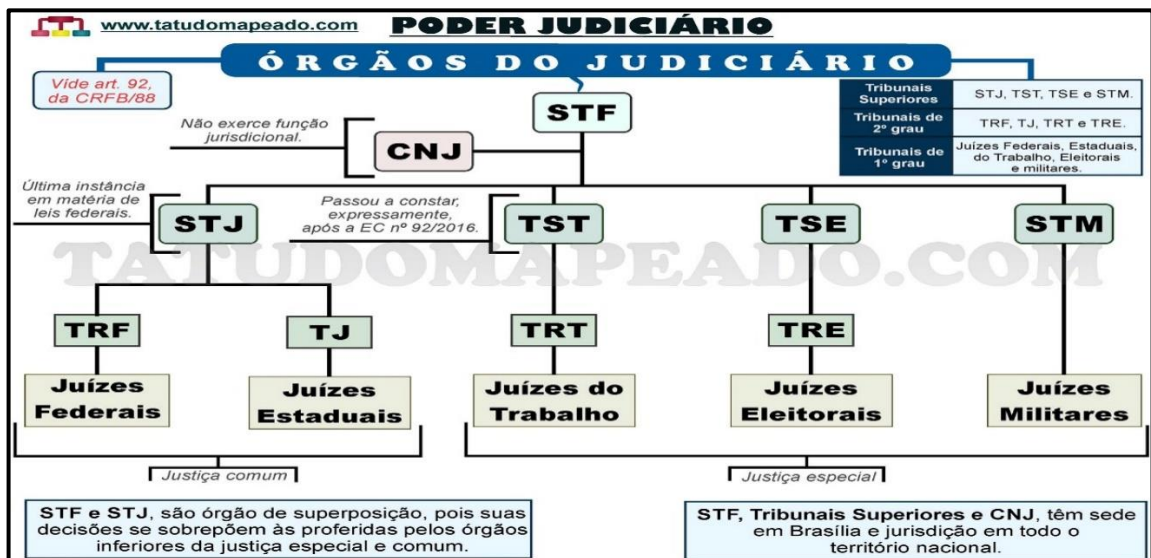 www.tatudomapeado.com
PODER JUDICIÁRIO
ÓRGÃOS DO JUDICIÁRIO
Vide art. 92,
da CRFB/88
STF
Tribunais
Superiores
STJ, TST, TSE e STM.
Tribunais de
2º grau
TRF, TJ, TRT e TRE.
Tribunais de
1º grau
Juízes Federais, Estaduais,
do Trabalho, Eleitorais
e militares.
Não exerce função
jurisdicional.
CNJ
Última instância
em matéria de
leis federais.
STJ
Passou a constar,
expressamente,
após a EC nº 92/2016.
TST
TSE
STM
TATUDOMAPEADO.COM
TRF
TJ
TRT
TRE
Juízes
Federais
Juízes
Estaduais
Juízes do
Trabalho
Juízes
Eleitorais
Juízes
Militares
Justiça comum
Justiça especial
STF e STJ, são órgão de superposição, pois suas
decisões se sobrepõem às proferidas pelos órgãos
inferiores da justiça especial e comum.
STF, Tribunais Superiores e CNJ, têm sede
em Brasília e jurisdição em todo o
território nacional.